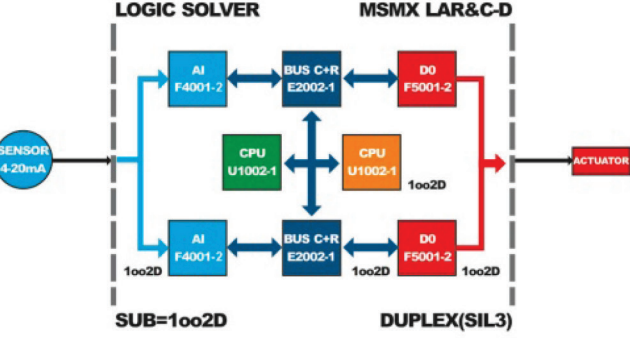 LOGIC SOLVER
MSMX LAR&C-D
AI
F4001-2
BUS C+R
E2002-1
D0
F5001-2
SENSOR
4-20mA
CPU
U1002-1
CPU
U1002-1
1oo2D
ACTUATOR
AI
F4001-2
BUS C+R
E2002-1
D0
F5001-2
1oo2D
1oo2D
1oo2D
SUB=1oo2D
DUPLEX(SIL3)